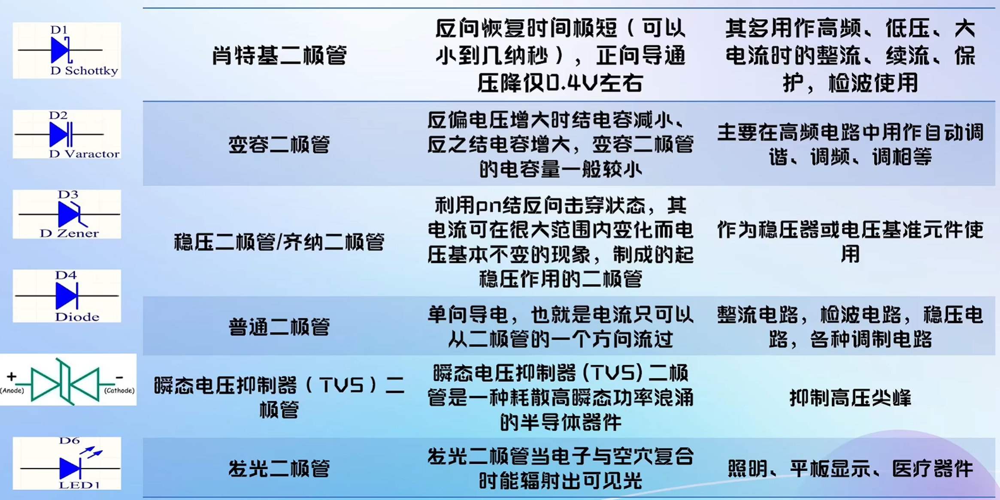 D1
D Schottky
肖特基二极管
反向恢复时间极短（可以
小到几纳秒），正向导通
压降仅0.4V左右
其多用作高频、低压、大
电流时的整流、续流、保
护，检波使用
D2
D Varactor
变容二极管
反偏电压增大时结电容减小、
反之结电容增大，变容二极管
的电容量一般较小
主要在高频电路中用作自动调
谐、调频、调相等
D3
D Zener
稳压二极管/齐纳二极管
利用pn结反向击穿状态，其
电流可在很大范围内变化而电
压基本不变的现象，制成的起
稳压作用的二极管
作为稳压器或电压基准元件使
用
D4
Diode
普通二极管
单向导电，也就是电流只可以
从二极管的一个方向流过
整流电路，检波电路，稳压电
路，各种调制电路
+
-
(Anode)
(Cathode)
瞬态电压抑制器（TVS）二
极管
瞬态电压抑制器(TVS)二极
管是一种耗散高瞬态功率浪涌
的半导体器件
抑制高压尖峰
D6
LED1
发光二极管
发光二极管当电子与空穴复合
时能辐射出可见光
照明、平板显示、医疗器件